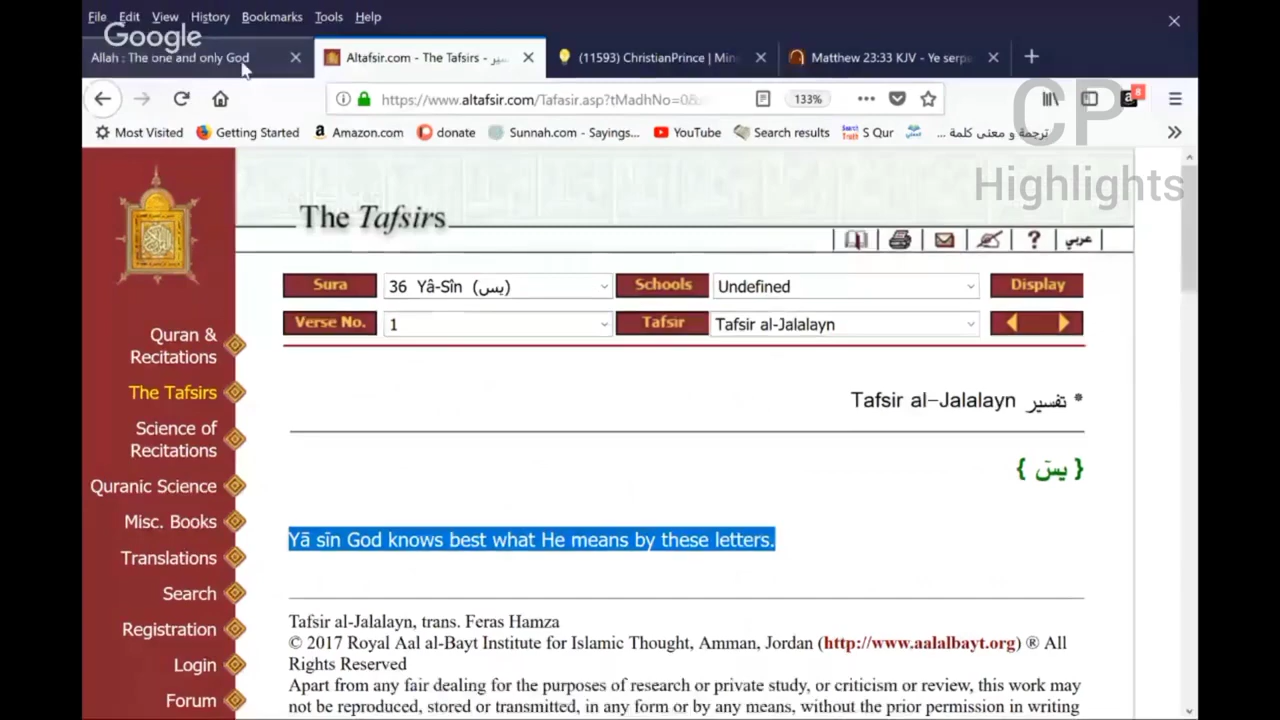 File Edit View History Bookmarks Tools Help
Google
Allah : The one and only God
Altafsir.com - The Tafsirs -
(11593) ChristianPrince | Min
Matthew 23:33 KJV - Ye serp
https://www.altafsir.com/Tafasir.asp?tMadhNo=0&
133%
8
Most Visited Getting Started Amazon.com donate Sunnah.com - Sayings... YouTube Search results S Qur ترجمة و معنى كلمة ...
CP
Highlights
The Tafsirs
? عربي
Sura 36 Yâ-Sîn (يس) Schools Undefined Display
Verse No. 1 Tafsir Tafsir al-Jalalayn
Quran &
Recitations
The Tafsirs
Science of
Recitations
Quranic Science
Misc. Books
Translations
Search
Registration
Login
Forum
* تفسير Tafsir al-Jalalayn
{ يسۤ }
Yā sīn God knows best what He means by these letters.
Tafsir al-Jalalayn, trans. Feras Hamza
© 2017 Royal Aal al-Bayt Institute for Islamic Thought, Amman, Jordan (http://www.aalalbayt.org) ® All
Rights Reserved
Apart from any fair dealing for the purposes of research or private study, or criticism or review, this work may
not be reproduced, stored or transmitted, in any form or by any means, without the prior permission in writing